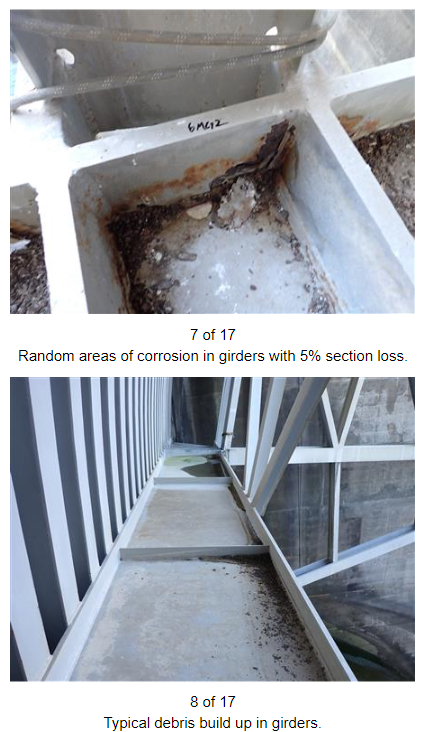 6MG12
7 of 17
Random areas of corrosion in girders with 5% section loss.
8 of 17
Typical debris build up in girders.